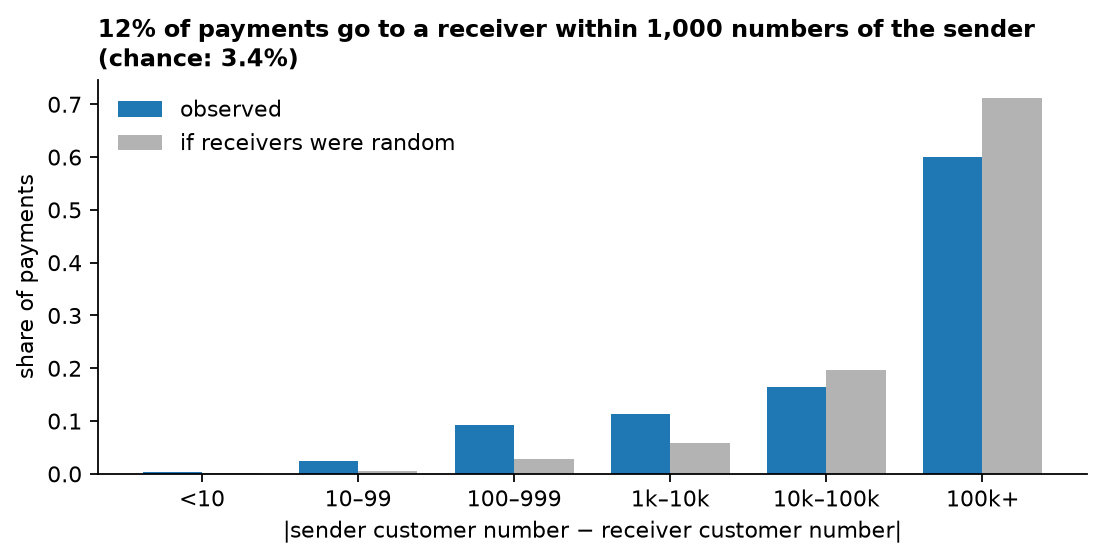 12% of payments go to a receiver within 1,000 numbers of the sender
(chance: 3.4%)
observed
if receivers were random
share of payments
0.7
0.6
0.5
0.4
0.3
0.2
0.1
0.0
<10
10–99
100–999
1k–10k
10k–100k
100k+
|sender customer number − receiver customer number|